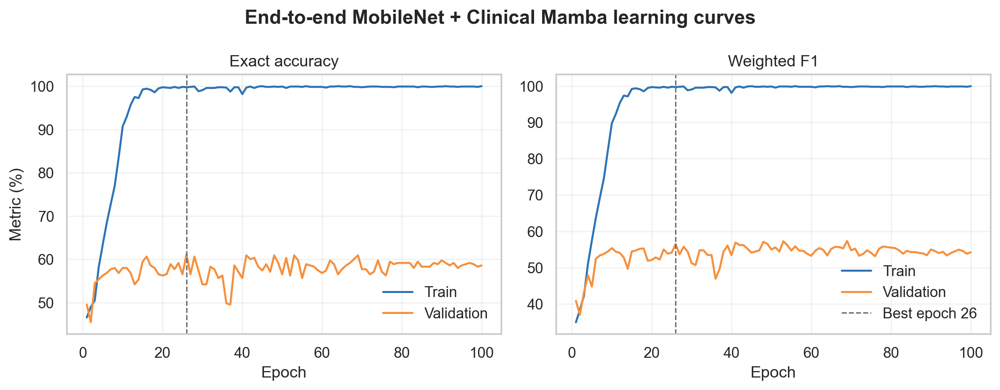 End-to-end MobileNet + Clinical Mamba learning curves
Exact accuracy
Metric (%)
100
90
80
70
60
50
0 20 40 60 80 100
Epoch
Train
Validation
Weighted F1
100
90
80
70
60
50
40
0 20 40 60 80 100
Epoch
Train
Validation
Best epoch 26